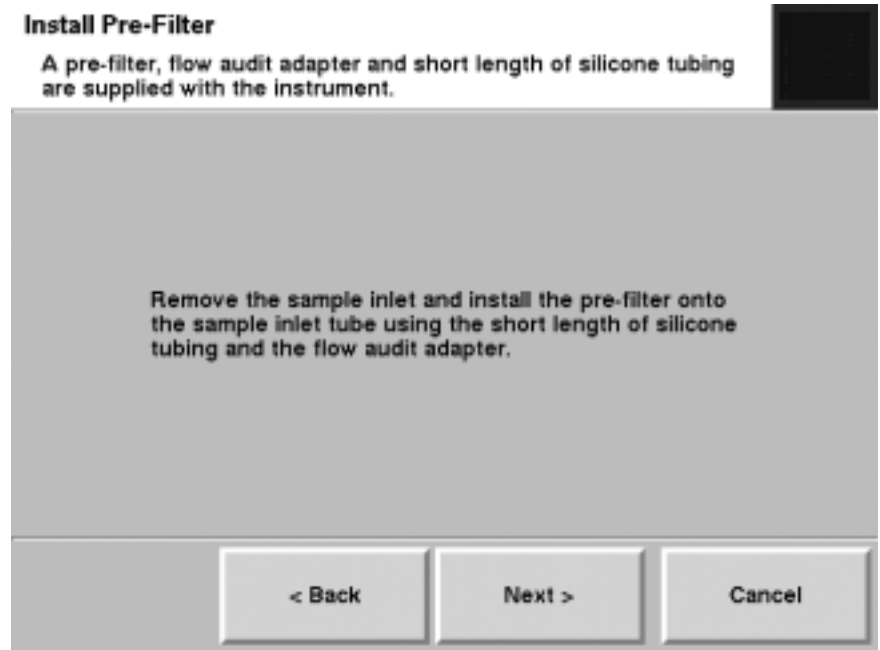 Install Pre-Filter
A pre-filter, flow audit adapter and short length of silicone tubing
are supplied with the instrument.
Remove the sample inlet and install the pre-filter onto
the sample inlet tube using the short length of silicone
tubing and the flow audit adapter.
< Back
Next >
Cancel